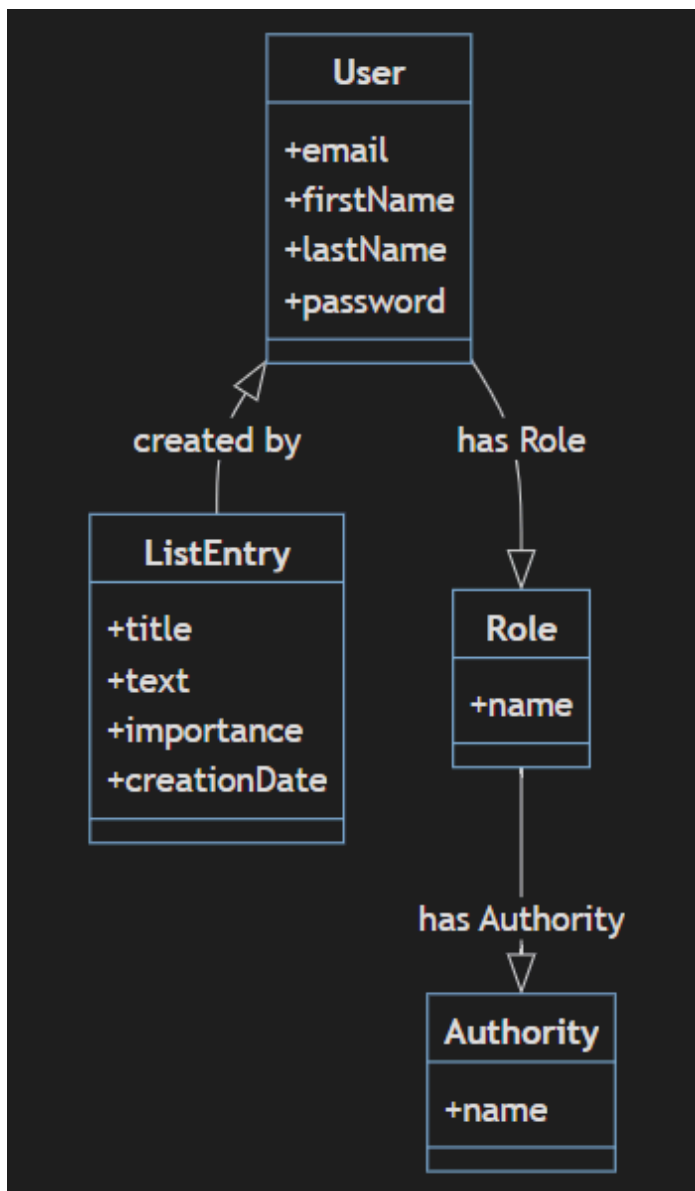 User
+email
+firstName
+lastName
+password
created by
has Role
ListEntry
+title
+text
+importance
+creationDate
Role
+name
has Authority
Authority
+name